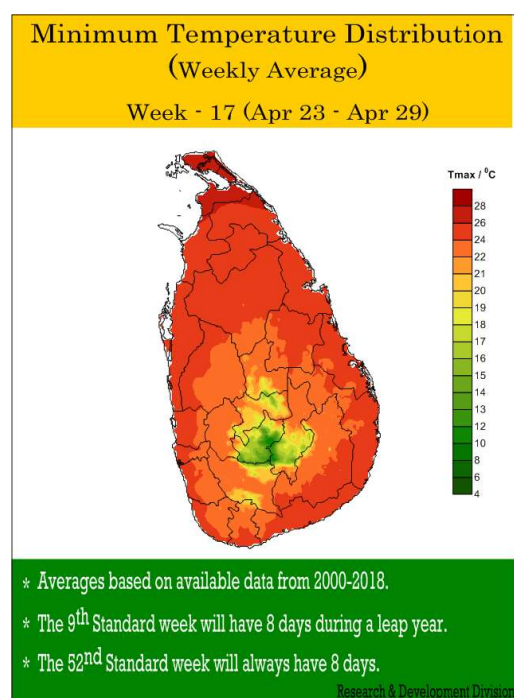 Minimum Temperature Distribution
(Weekly Average)
Week - 17 (Apr 23 - Apr 29)
Tmax / ⁰C
28
26
24
22
21
20
19
18
17
16
15
14
13
12
10
8
6
4
* Averages based on available data from 2000-2018.
* The 9th Standard week will have 8 days during a leap year.
* The 52nd Standard week will always have 8 days.
Research & Development Division